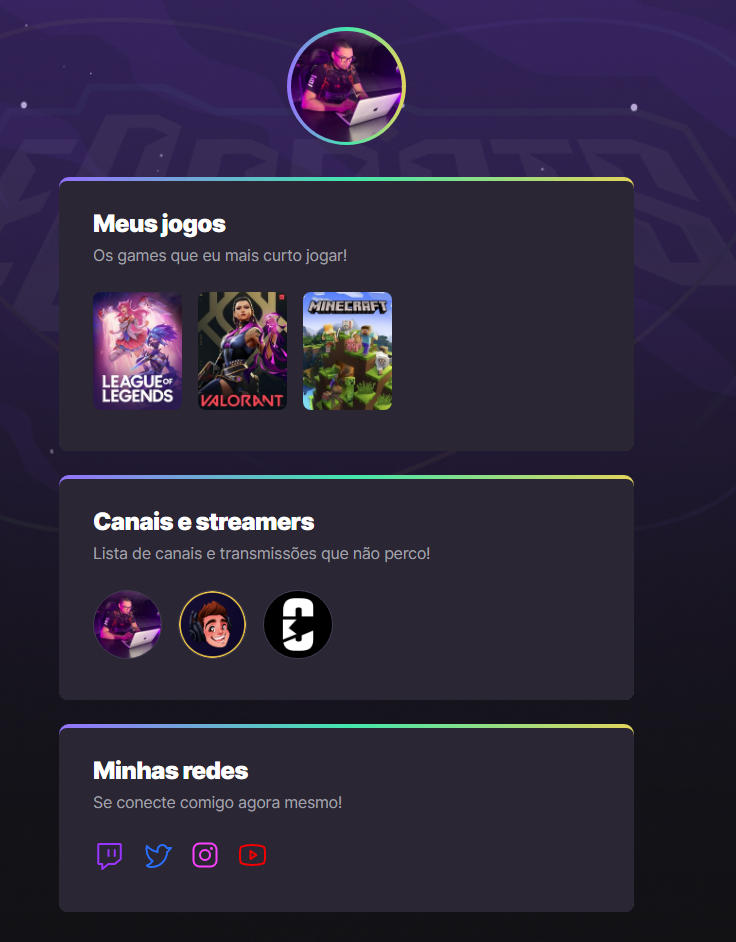 Meus jogos
Os games que eu mais curto jogar!
LEAGUE OF
LEGENDS
VALORANT
MINECRAFT
Canais e streamers
Lista de canais e transmissões que não perco!
Minhas redes
Se conecte comigo agora mesmo!